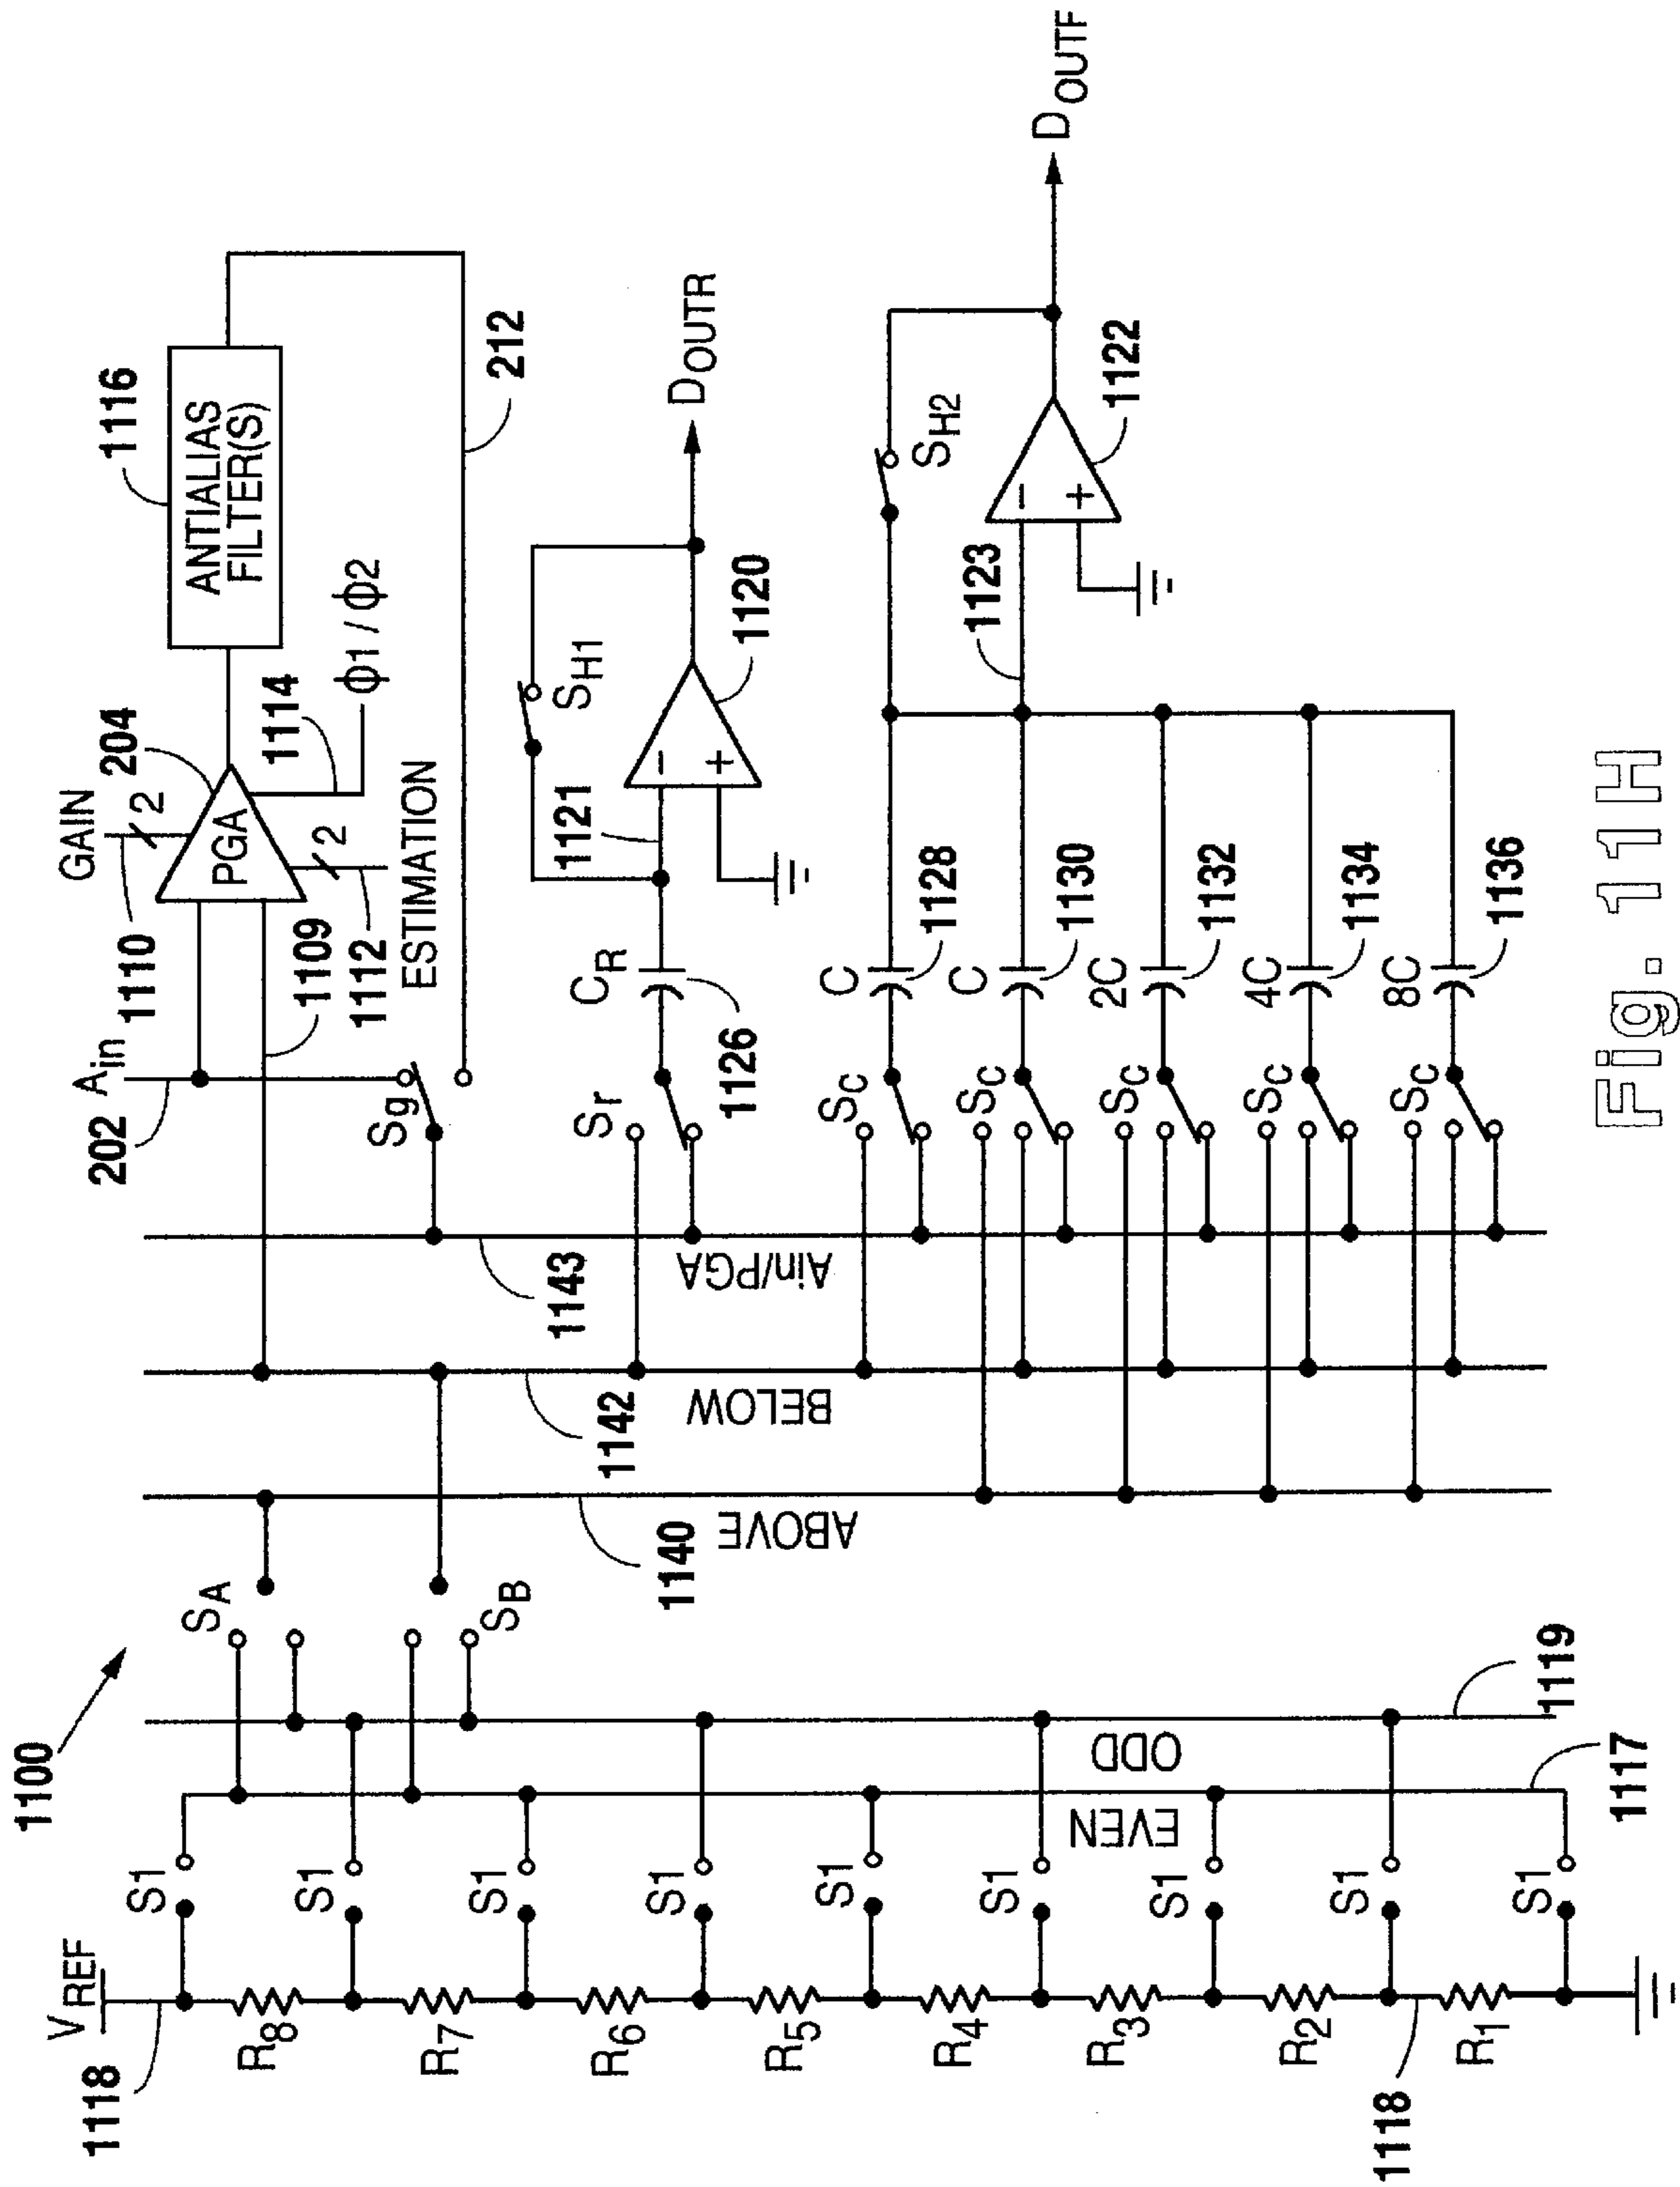 1100
V_REF
1118
S1
R8
S1
R7
S1
R6
S1
R5
S1
R4
S1
R3
S1
R2
S1
1118
R1
S1
EVEN
1117
ODD
1119
S_A
S_B
ABOVE
1140
BELOW
1142
Ain/PGA
1143
202
A_in
Sg
GAIN
1110
2
204
PGA
1109
1112
2
ESTIMATION
1114
ϕ1 / ϕ2
1116
ANTIALIAS
FILTER(S)
212
Sr
C_R
1126
1121
S_H1
1120
D_OUTR
S_C
C
1128
S_C
C
1130
S_C
2C
1132
S_C
4C
1134
S_C
8C
1136
1123
S_H2
1122
D_OUTF
Fig. 11H